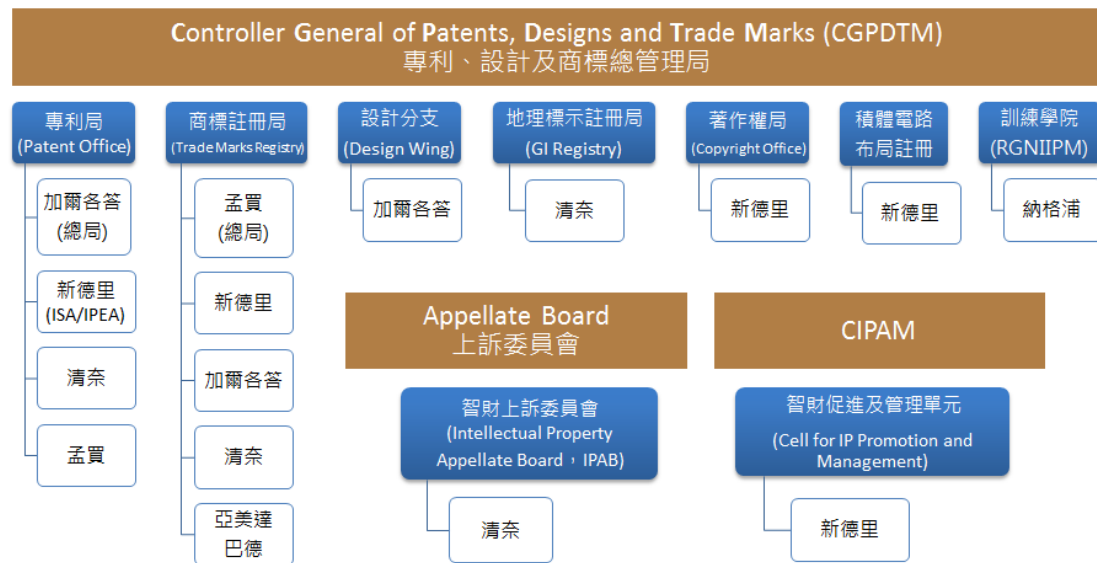 Controller General of Patents, Designs and Trade Marks (CGPDTM)
專利、設計及商標總管理局
專利局
(Patent Office)
加爾各答
(總局)
新德里
(ISA/IPEA)
清奈
孟買
商標註冊局
(Trade Marks Registry)
孟買
(總局)
新德里
加爾各答
清奈
亞美達
巴德
設計分支
(Design Wing)
加爾各答
地理標示註冊局
(GI Registry)
清奈
著作權局
(Copyright Office)
新德里
積體電路
布局註冊
新德里
訓練學院
(RGNIIPM)
納格浦
Appellate Board
上訴委員會
智財上訴委員會
(Intellectual Property
Appellate Board，IPAB)
清奈
CIPAM
智財促進及管理單元
(Cell for IP Promotion and
Management)
新德里